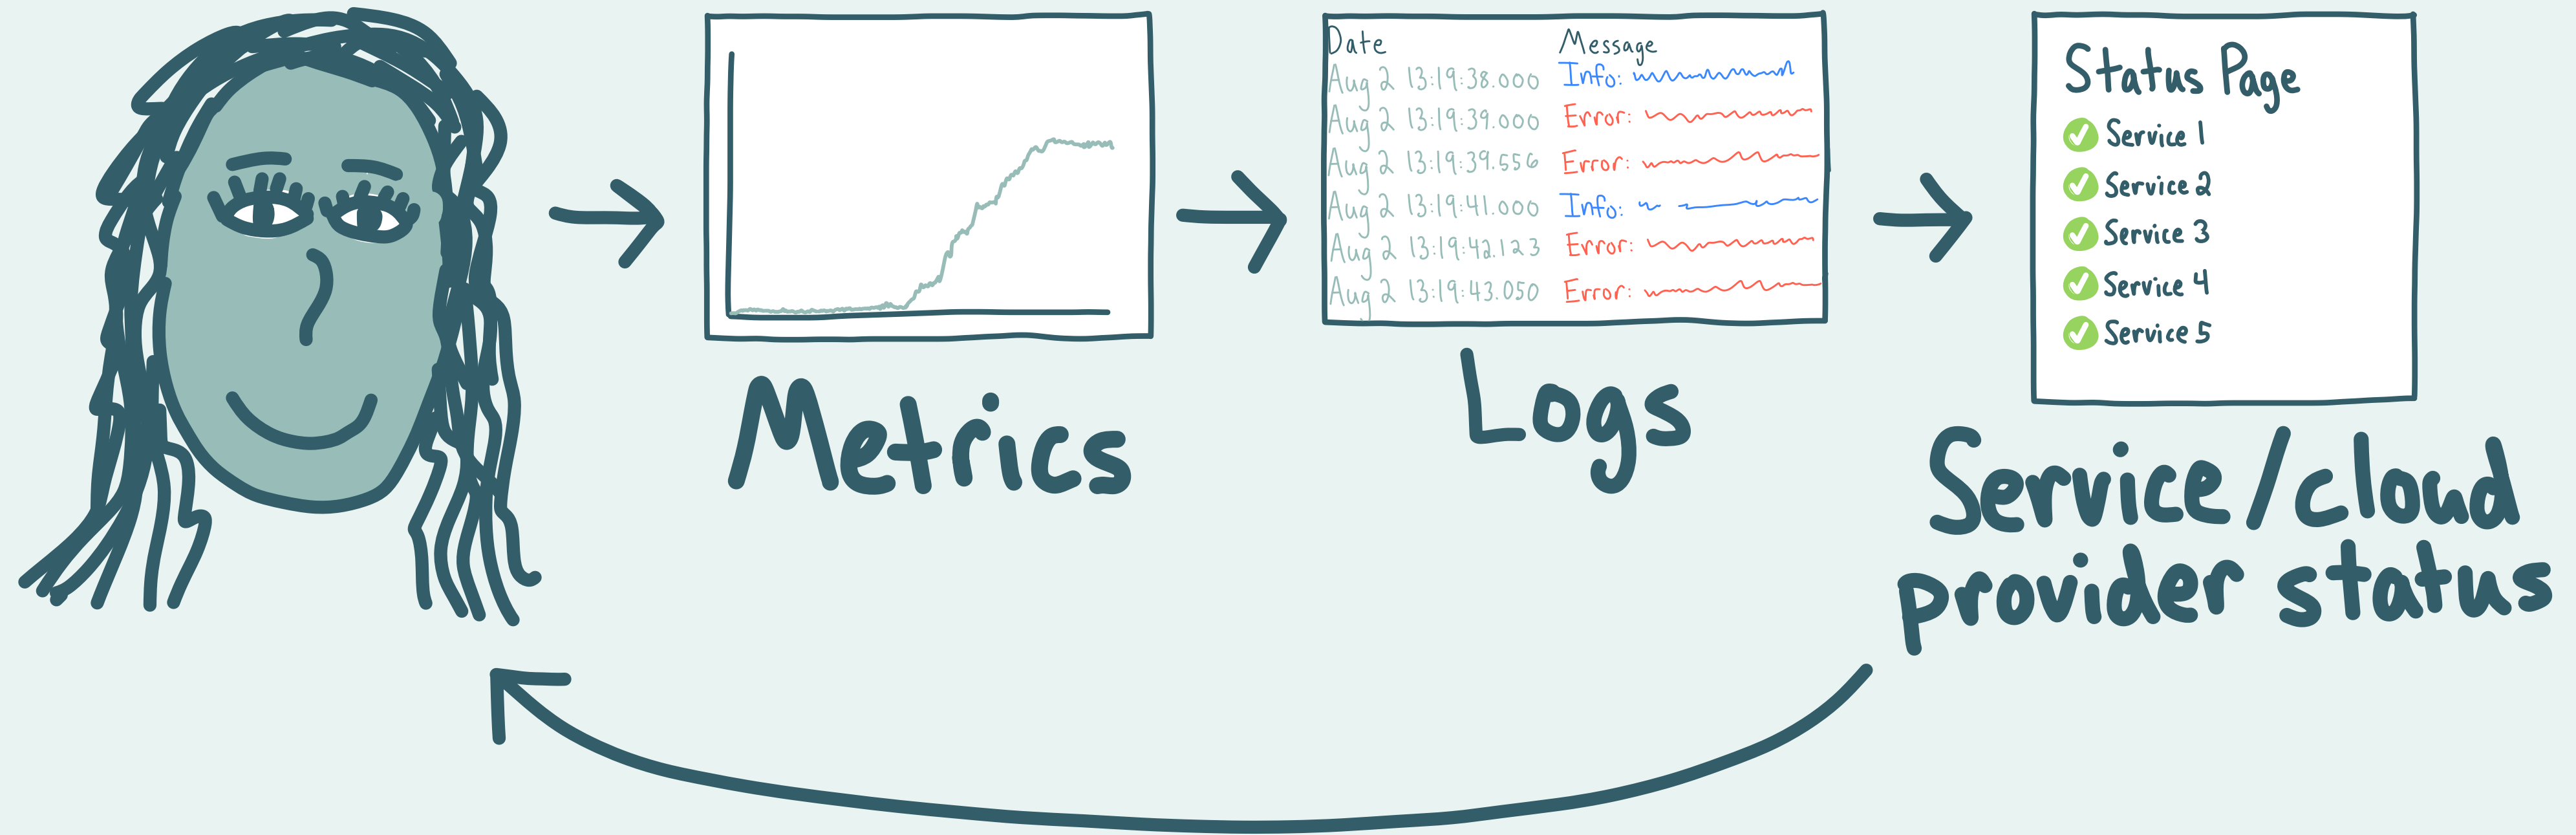 Date Message
Aug 2 13:19:38.000 Info:
Aug 2 13:19:39.000 Error:
Aug 2 13:19:39.556 Error:
Aug 2 13:19:41.000 Info:
Aug 2 13:19:42.123 Error:
Aug 2 13:19:43.050 Error:
Status Page
Service 1
Service 2
Service 3
Service 4
Service 5
Metrics
Logs
Service/cloud
provider status